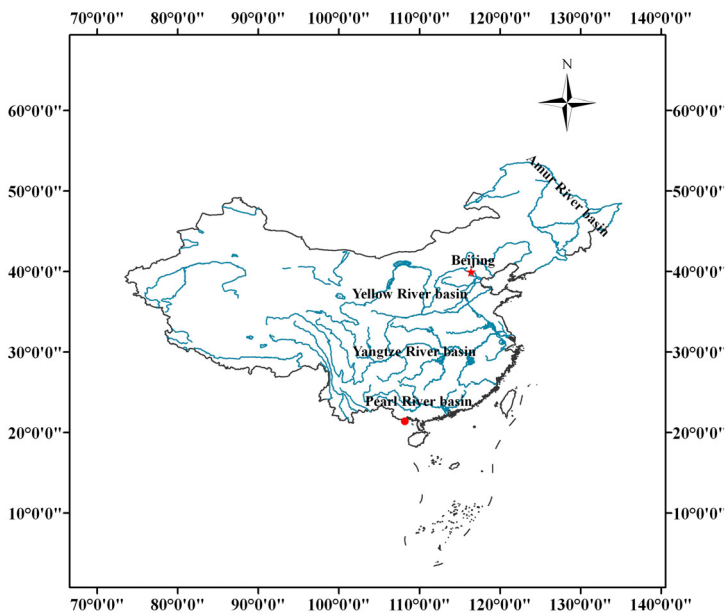 70°0'0" 80°0'0" 100°0'0" 110°0'0" 120°0'0" 130°0'0" 140°0'0"
N
60°0'0" 60°0'0"
Amur River basin
50°0'0" 50°0'0"
Beijing
40°0'0" 40°0'0"
Yellow River basin
30°0'0" 30°0'0"
Yangtze River basin
Pearl River basin
20°0'0" 20°0'0"
10°0'0" 10°0'0"
70°0'0" 80°0'0" 90°0'0" 100°0'0" 110°0'0" 120°0'0" 130°0'0" 140°0'0"